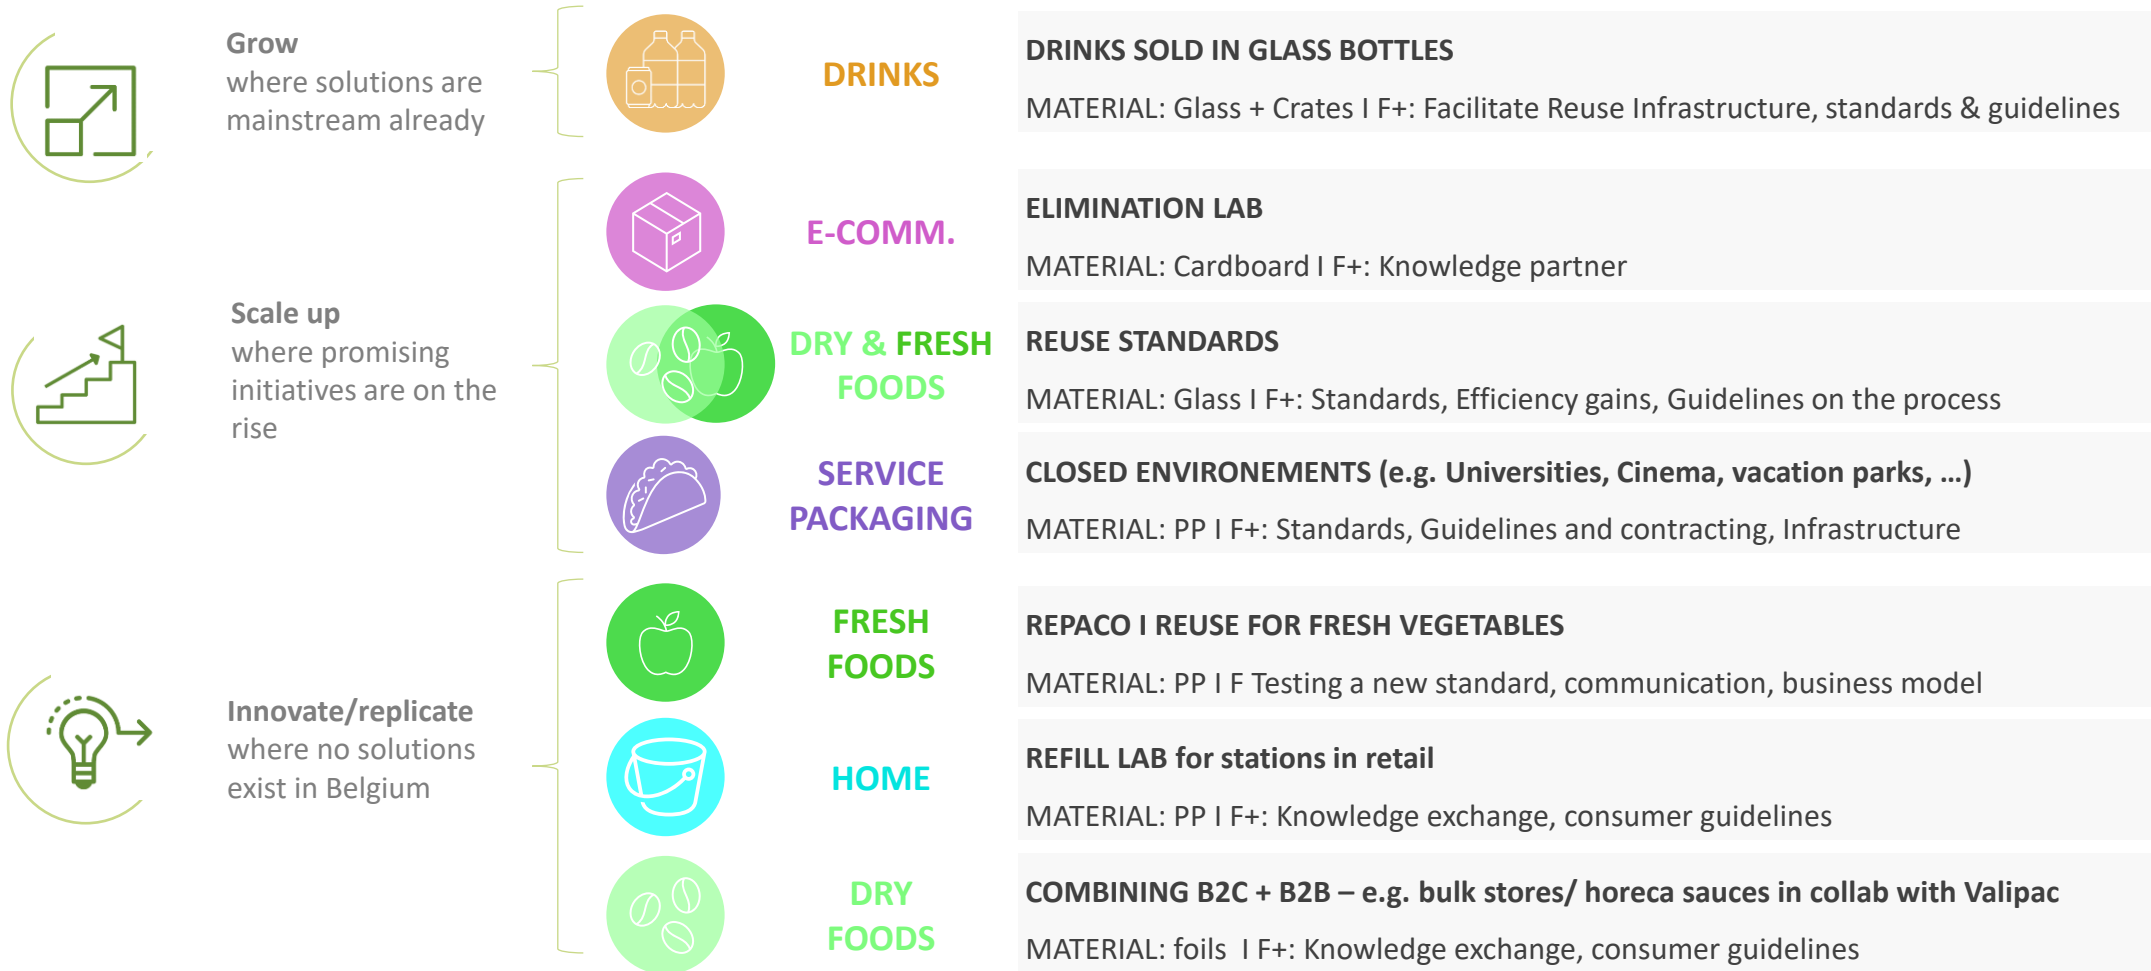 Grow
where solutions are
mainstream already
DRINKS
DRINKS SOLD IN GLASS BOTTLES
MATERIAL: Glass + Crates I F+: Facilitate Reuse Infrastructure, standards & guidelines
Scale up
where promising
initiatives are on the
rise
E-COMM.
ELIMINATION LAB
MATERIAL: Cardboard I F+: Knowledge partner
DRY & FRESH
FOODS
REUSE STANDARDS
MATERIAL: Glass I F+: Standards, Efficiency gains, Guidelines on the process
SERVICE
PACKAGING
CLOSED ENVIRONEMENTS (e.g. Universities, Cinema, vacation parks, …)
MATERIAL: PP I F+: Standards, Guidelines and contracting, Infrastructure
Innovate/replicate
where no solutions
exist in Belgium
FRESH
FOODS
REPACO I REUSE FOR FRESH VEGETABLES
MATERIAL: PP I F Testing a new standard, communication, business model
HOME
REFILL LAB for stations in retail
MATERIAL: PP I F+: Knowledge exchange, consumer guidelines
DRY
FOODS
COMBINING B2C + B2B – e.g. bulk stores/ horeca sauces in collab with Valipac
MATERIAL: foils I F+: Knowledge exchange, consumer guidelines